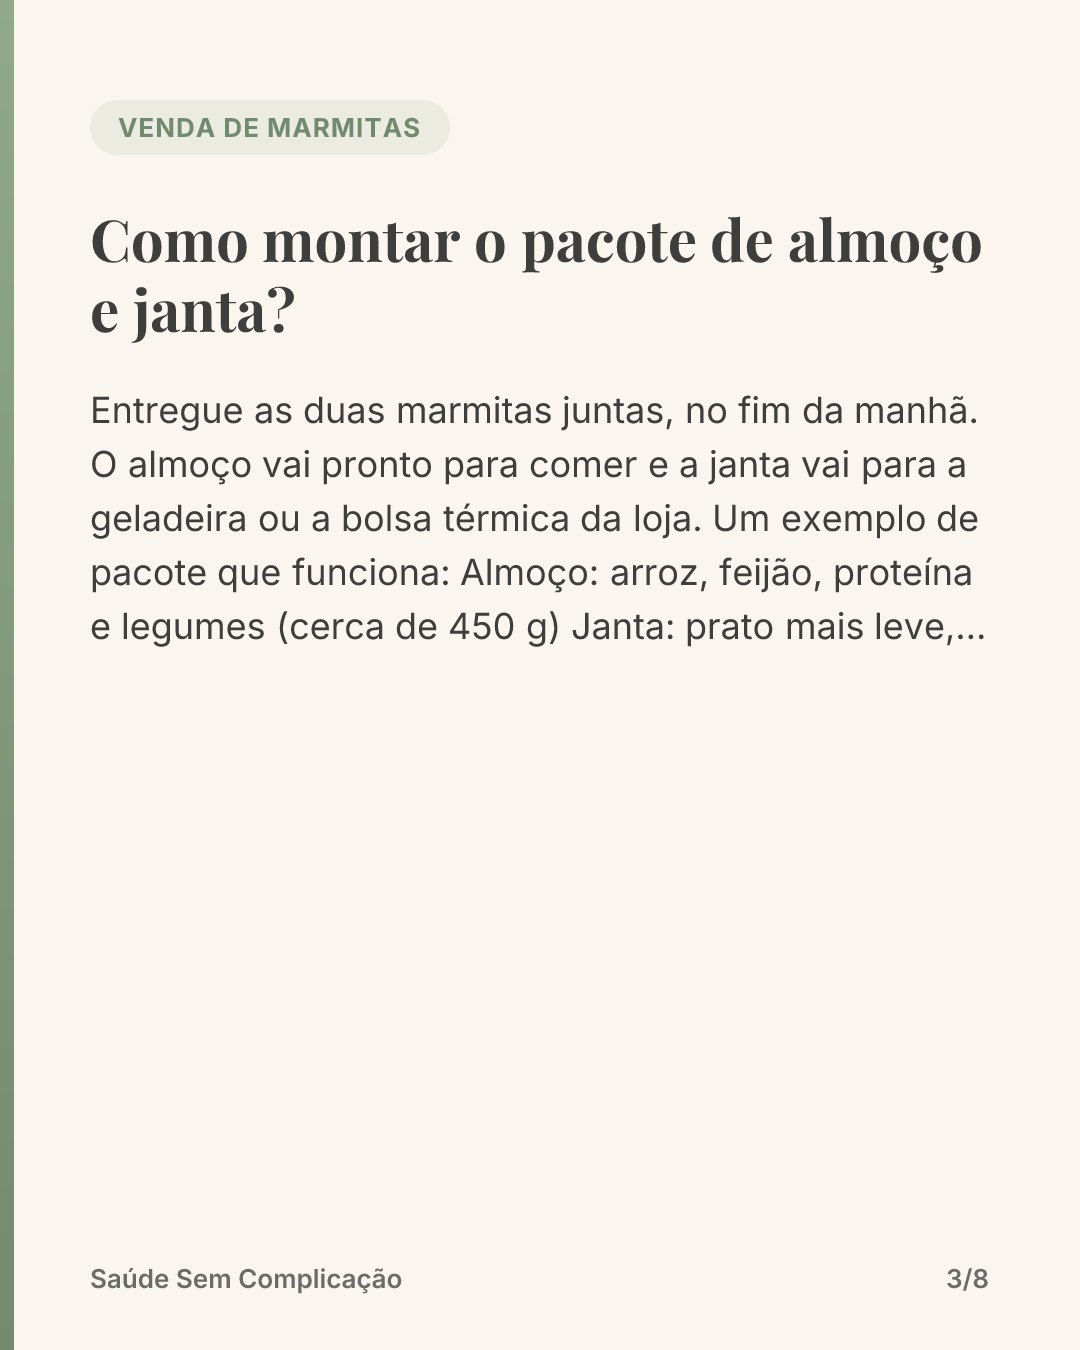 VENDA DE MARMITAS
Como montar o pacote de almoço
e janta?
Entregue as duas marmitas juntas, no fim da manhã.
O almoço vai pronto para comer e a janta vai para a
geladeira ou a bolsa térmica da loja. Um exemplo de
pacote que funciona: Almoço: arroz, feijão, proteína
e legumes (cerca de 450 g) Janta: prato mais leve,...
Saúde Sem Complicação
3/8